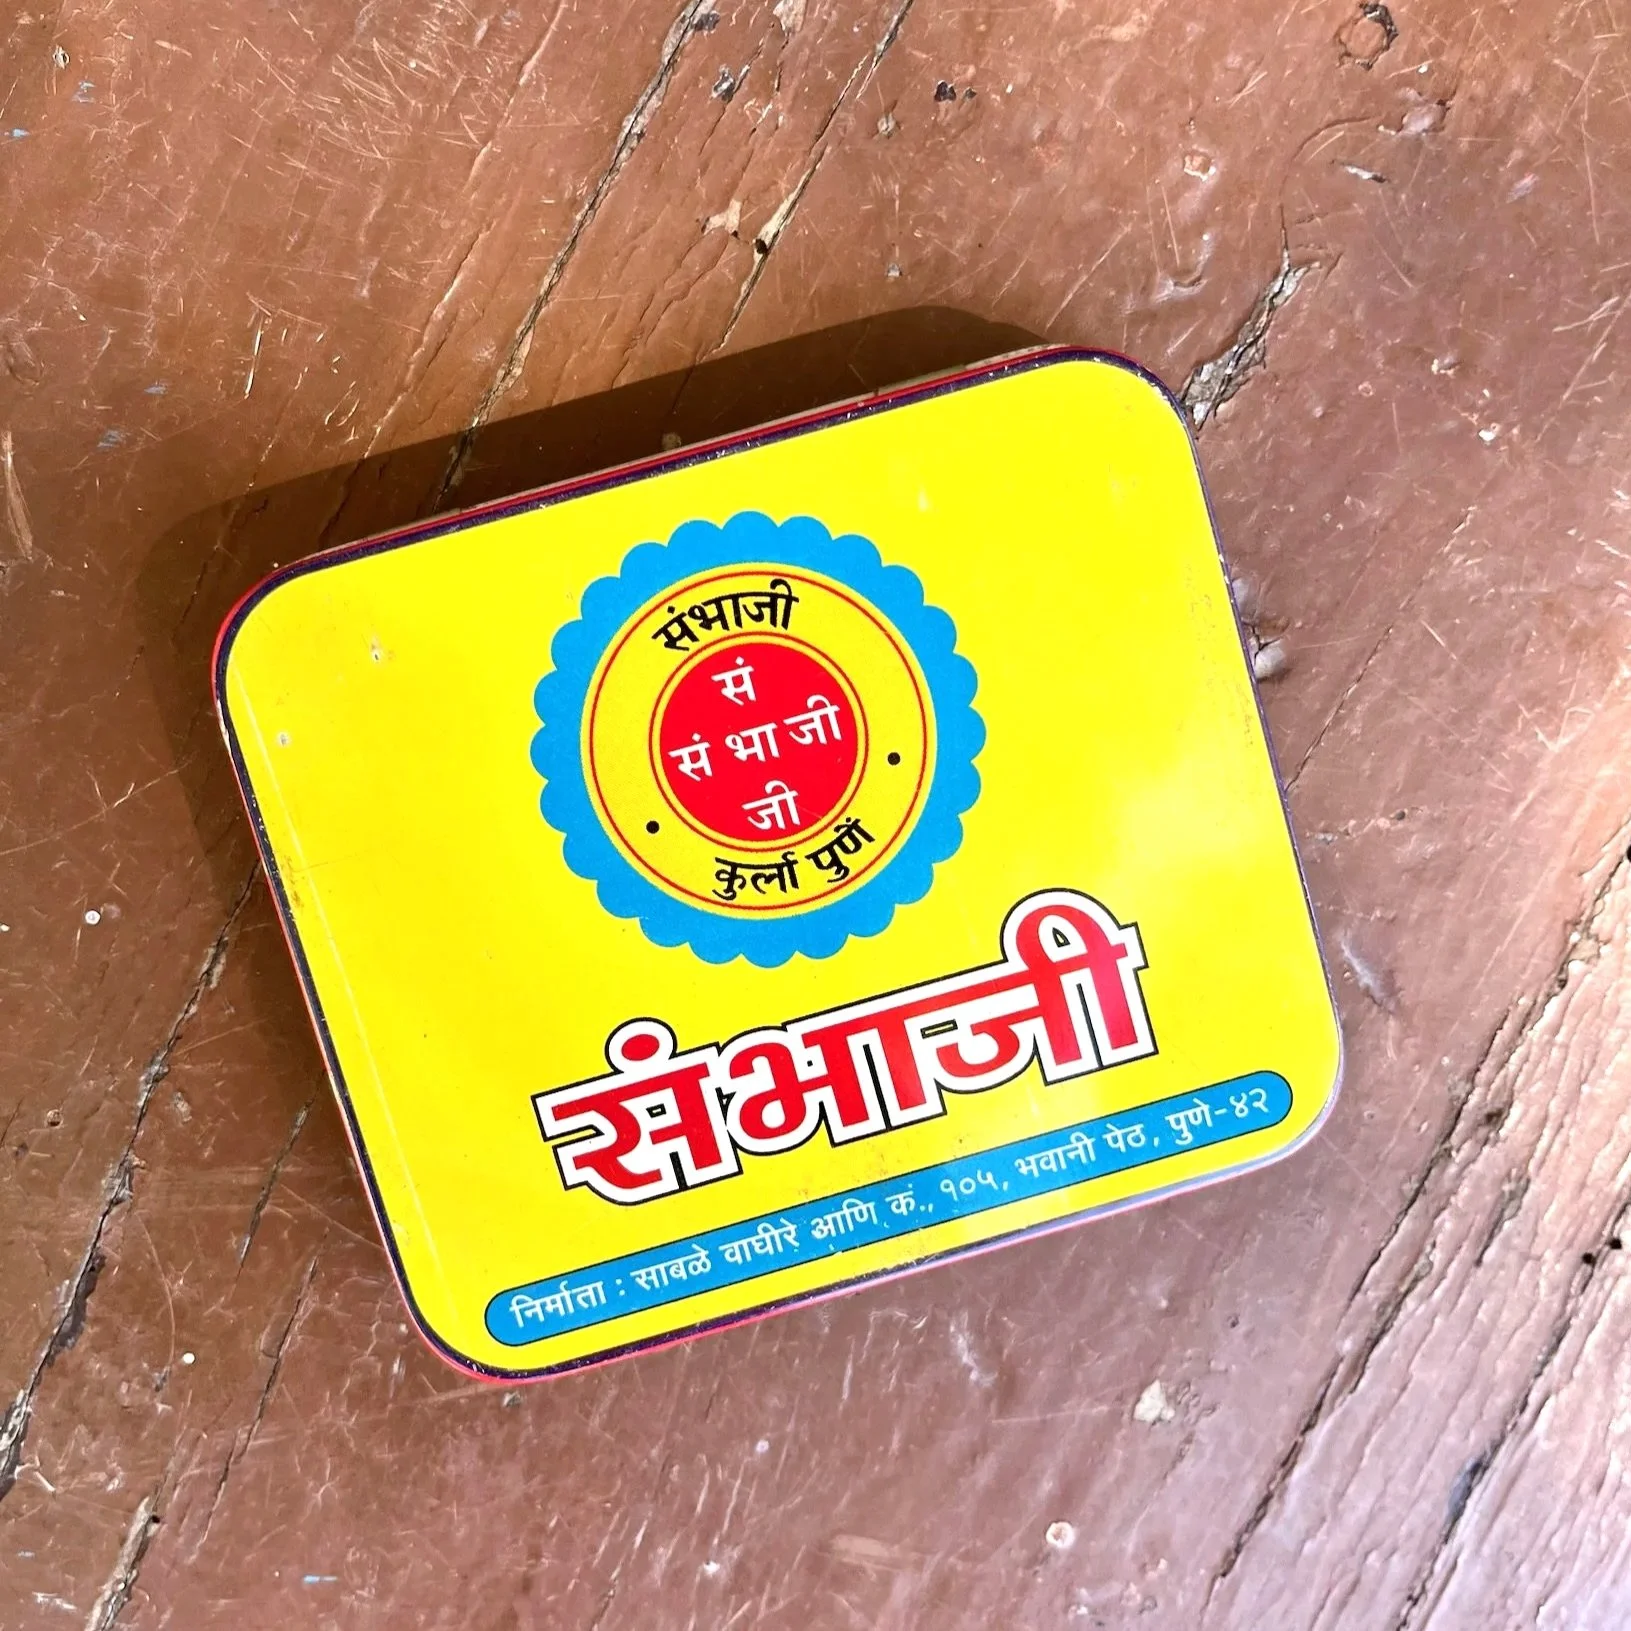 संभाजी
सं
सं भा जी
जी
कुर्ला पुणें
संभाजी
निर्माता : साबळे वाघीरे आणि कं., १०५, भवानी पेठ, पुणे-४२